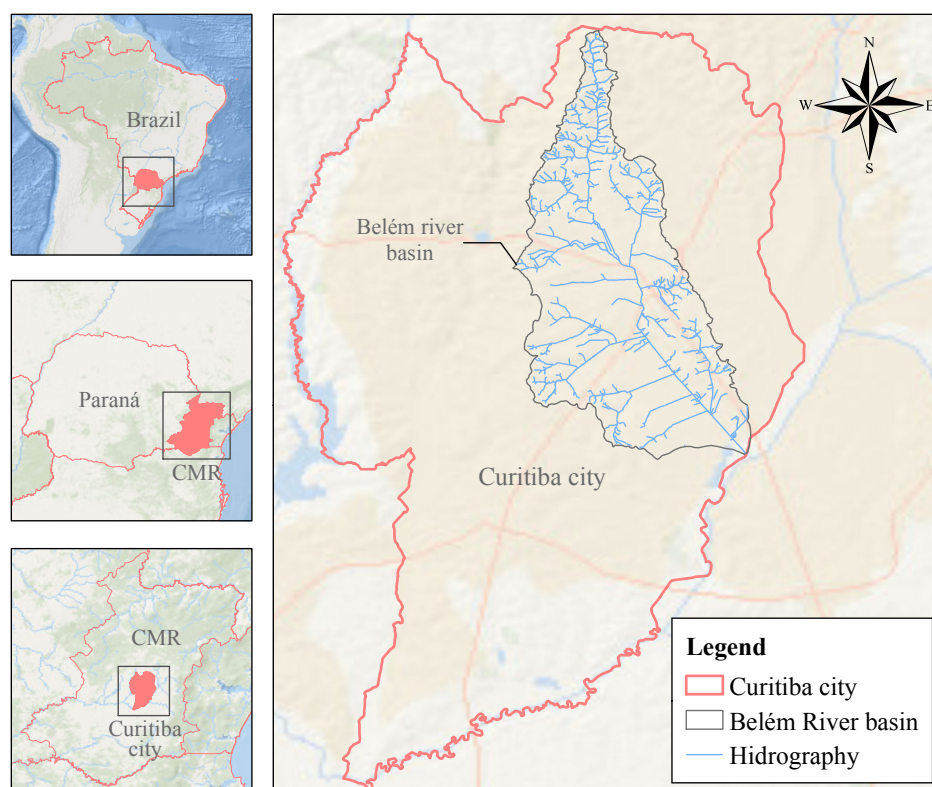 Brazil
Paraná
CMR
CMR
Curitiba
city
Belém river
basin
Curitiba city
N
W
E
S
Legend
Curitiba city
Belém River basin
Hidrography